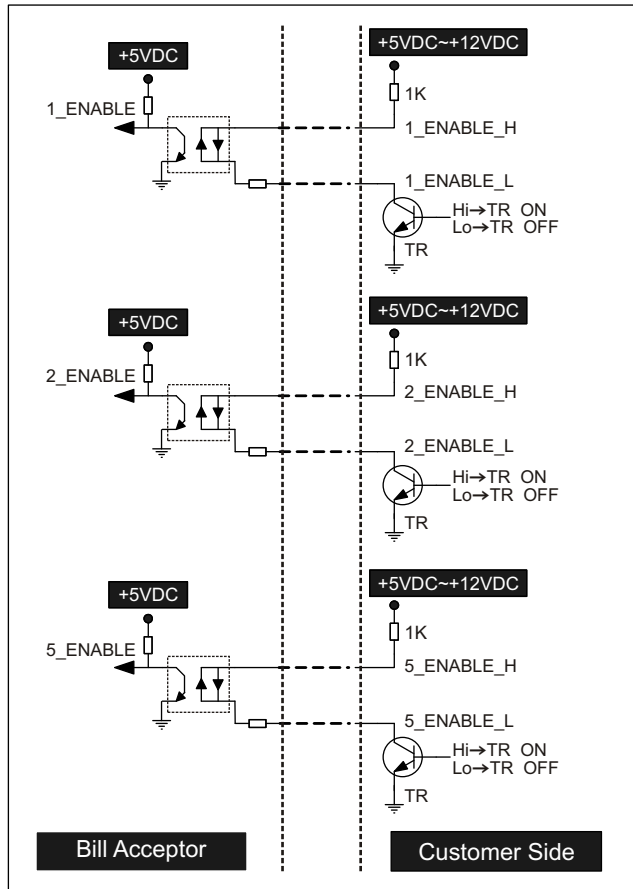 +5VDC
+5VDC~+12VDC
1K
1_ENABLE
1_ENABLE_H
1_ENABLE_L
Hi→TR ON
Lo→TR OFF
TR
+5VDC
+5VDC~+12VDC
1K
2_ENABLE
2_ENABLE_H
2_ENABLE_L
Hi→TR ON
Lo→TR OFF
TR
+5VDC
+5VDC~+12VDC
1K
5_ENABLE
5_ENABLE_H
5_ENABLE_L
Hi→TR ON
Lo→TR OFF
TR
Bill Acceptor
Customer Side